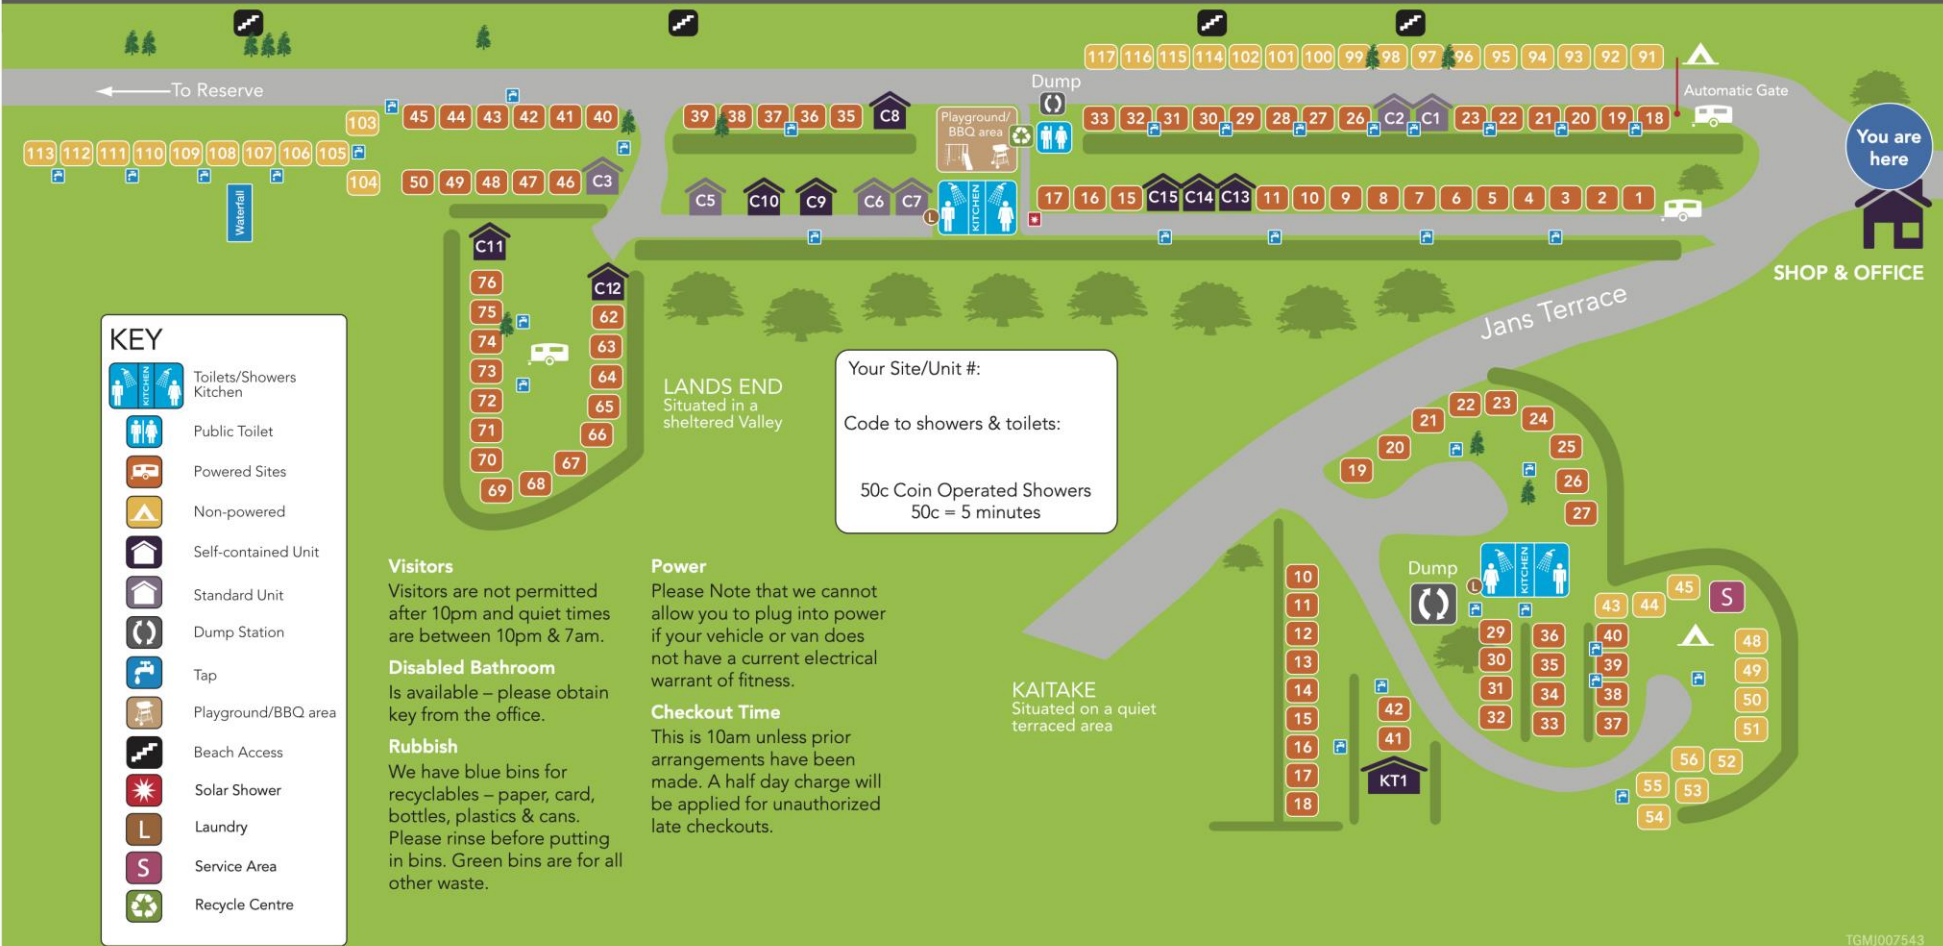 117 116 115 114 102 101 100 99 98 97 96 95 94 93 92 91
To Reserve
Dump
Automatic Gate
103
45 44 43 42 41 40
39 38 37 36 35 C8
Playground/
BBQ area
33 32 31 30 29 28 27 26 C2 C1 23 22 21 20 19 18
You are
here
113 112 111 110 109 108 107 106 105
104
50 49 48 47 46 C3
C5 C10 C9 C6 C7
L
KITCHEN
17 16 15 C15 C14 C13 11 10 9 8 7 6 5 4 3 2 1
Waterfall
SHOP & OFFICE
C11
C12
76
75
74
73
72
71
70
69
68
67
66
65
64
63
62
Jans Terrace
KEY
KITCHEN
Toilets/Showers
Kitchen
Public Toilet
Powered Sites
Non-powered
Self-contained Unit
Standard Unit
Dump Station
Tap
Playground/BBQ area
Beach Access
Solar Shower
L Laundry
S Service Area
Recycle Centre
LANDS END
Situated in a
sheltered Valley
Your Site/Unit #:
Code to showers & toilets:
50c Coin Operated Showers
50c = 5 minutes
Visitors
Visitors are not permitted
after 10pm and quiet times
are between 10pm & 7am.
Disabled Bathroom
Is available – please obtain
key from the office.
Rubbish
We have blue bins for
recyclables – paper, card,
bottles, plastics & cans.
Please rinse before putting
in bins. Green bins are for all
other waste.
Power
Please Note that we cannot
allow you to plug into power
if your vehicle or van does
not have a current electrical
warrant of fitness.
Checkout Time
This is 10am unless prior
arrangements have been
made. A half day charge will
be applied for unauthorized
late checkouts.
KAITAKE
Situated on a quiet
terraced area
19
20
21
22
23
24
25
26
27
Dump
L
KITCHEN
10
11
12
13
14
15
16
17
18
42
41
KT1
29
30
31
32
36
35
34
33
40
39
38
37
43
44
45
S
48
49
50
51
52
56
53
55
54
TGMJ007543